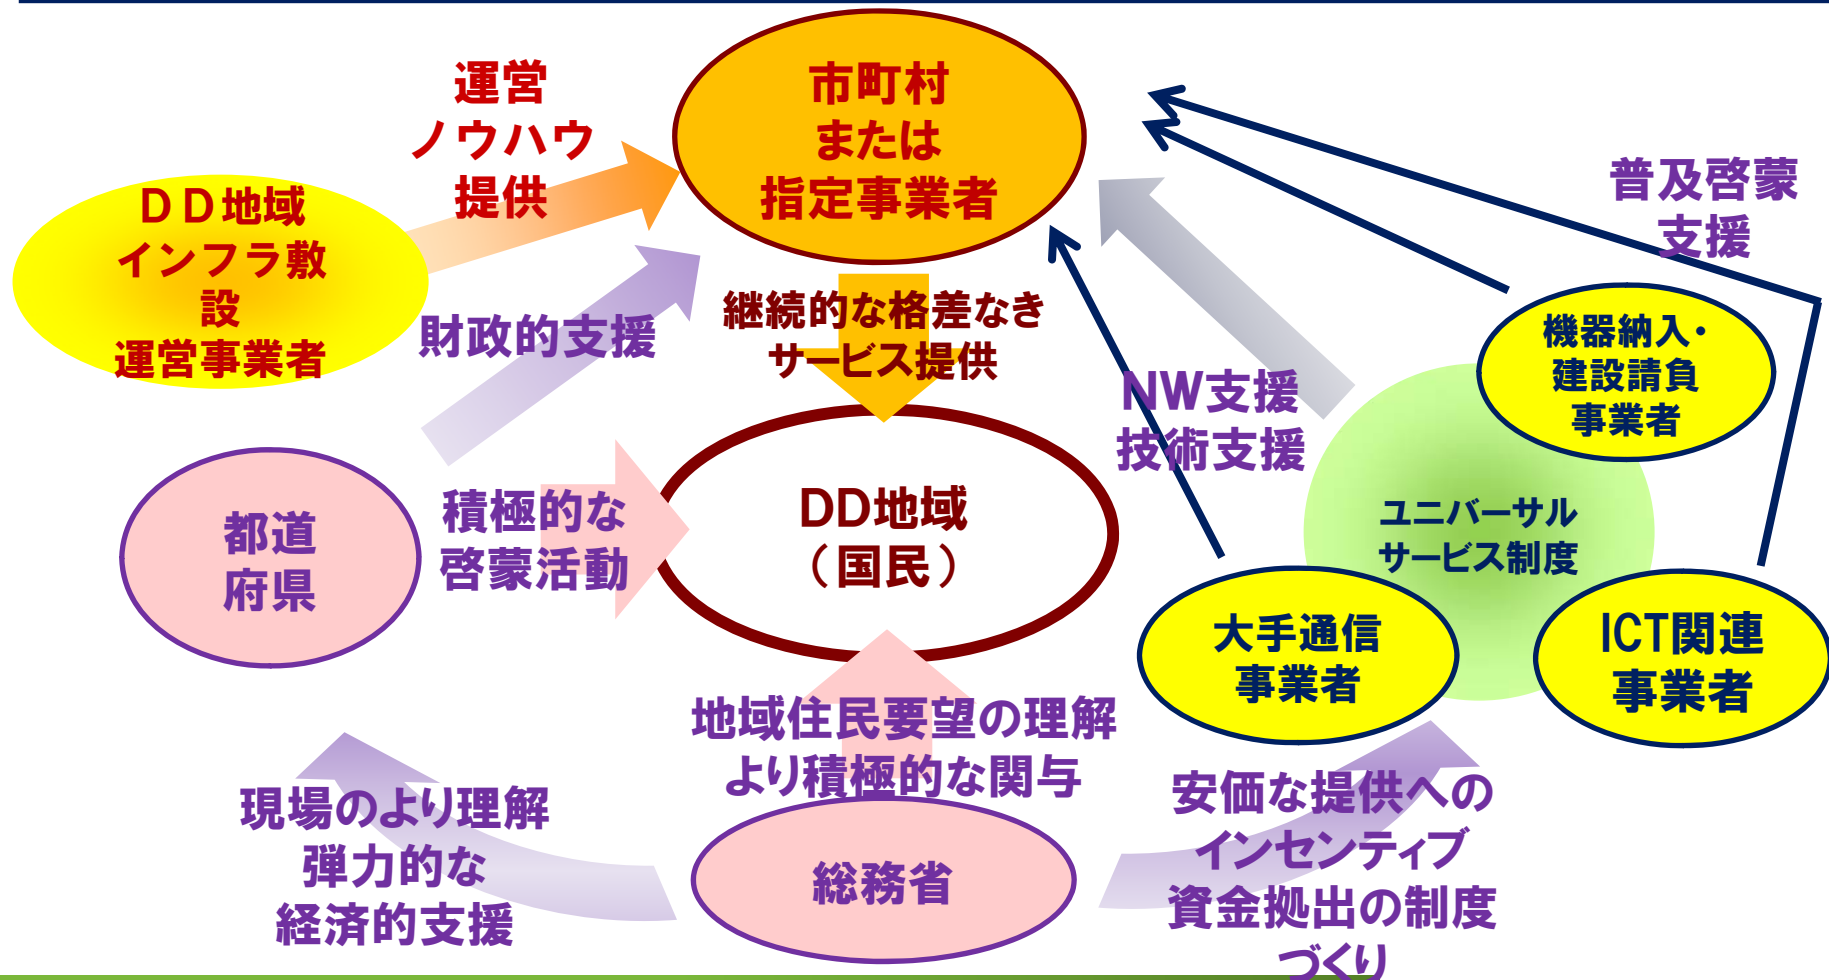 運営
ノウハウ
提供
市町村
または
指定事業者
普及啓蒙
支援
ＤＤ地域
インフラ敷
設
運営事業者
財政的支援
継続的な格差なき
サービス提供
機器納入・
建設請負
事業者
NW支援
技術支援
都道
府県
積極的な
啓蒙活動
DD地域
（国民）
ユニバーサル
サービス制度
大手通信
事業者
ICT関連
事業者
地域住民要望の理解
より積極的な関与
現場のより理解
弾力的な
経済的支援
総務省
安価な提供への
インセンティブ
資金拠出の制度
づくり